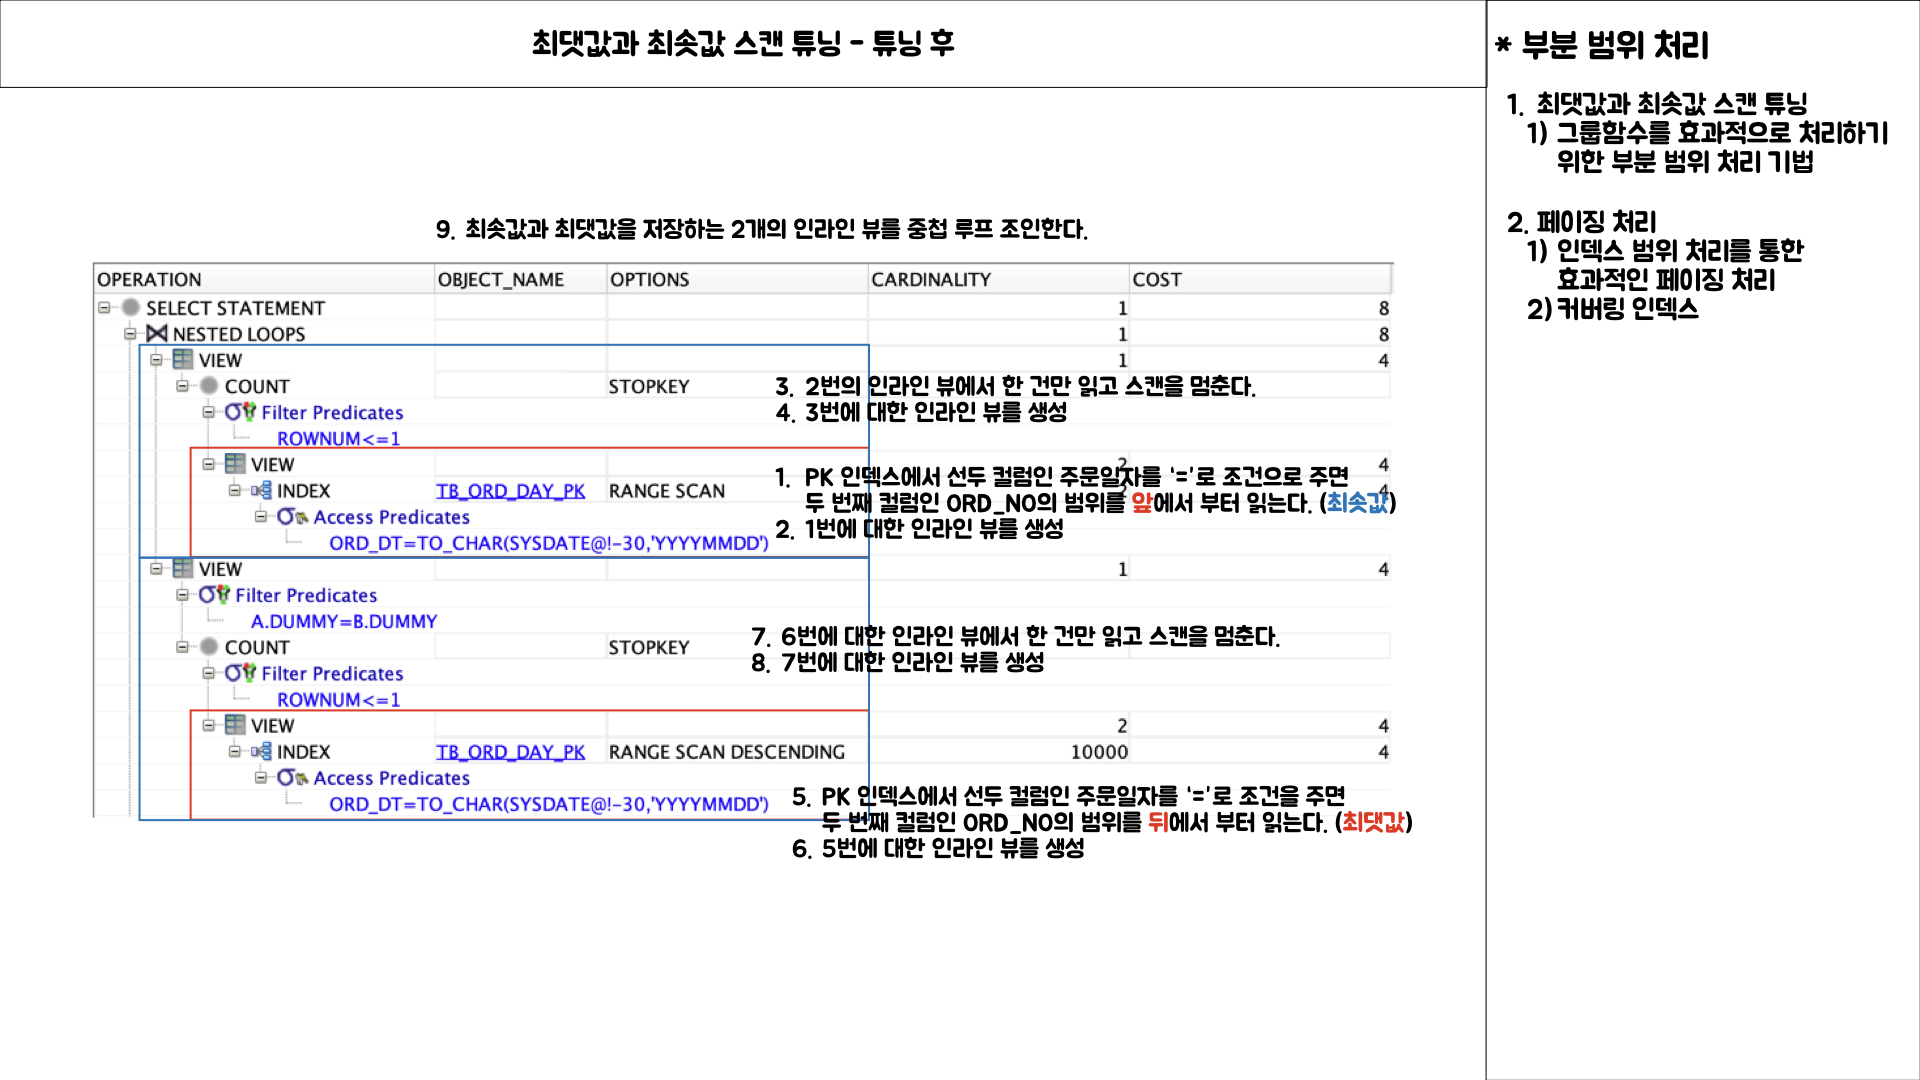 최댓값과 최솟값 스캔 튜닝 - 튜닝 후
* 부분 범위 처리
1. 최댓값과 최솟값 스캔 튜닝
1) 그룹함수를 효과적으로 처리하기
위한 부분 범위 처리 기법
2. 페이징 처리
1) 인덱스 범위 처리를 통한
효과적인 페이징 처리
2) 커버링 인덱스
9. 최솟값과 최댓값을 저장하는 2개의 인라인 뷰를 중첩 루프 조인한다.
OPERATION OBJECT_NAME OPTIONS CARDINALITY COST
SELECT STATEMENT 1 8
NESTED LOOPS 1 8
VIEW 1 4
COUNT STOPKEY
3. 2번의 인라인 뷰에서 한 건만 읽고 스캔을 멈춘다.
Filter Predicates
4. 3번에 대한 인라인 뷰를 생성
ROWNUM<=1
VIEW 2 4
1. PK 인덱스에서 선두 컬럼인 주문일자를 '='로 조건으로 주면
INDEX TB_ORD_DAY_PK RANGE SCAN 4
두 번째 컬럼인 ORD_NO의 범위를 앞에서 부터 읽는다. (최솟값)
Access Predicates
2. 1번에 대한 인라인 뷰를 생성
ORD_DT=TO_CHAR(SYSDATE@!-30,'YYYYMMDD')
VIEW 1 4
Filter Predicates
A.DUMMY=B.DUMMY
7. 6번에 대한 인라인 뷰에서 한 건만 읽고 스캔을 멈춘다.
COUNT STOPKEY
8. 7번에 대한 인라인 뷰를 생성
Filter Predicates
ROWNUM<=1
VIEW 2 4
INDEX TB_ORD_DAY_PK RANGE SCAN DESCENDING 10000 4
Access Predicates
ORD_DT=TO_CHAR(SYSDATE@!-30,'YYYYMMDD')
5. PK 인덱스에서 선두 컬럼인 주문일자를 '='로 조건을 주면
두 번째 컬럼인 ORD_NO의 범위를 뒤에서 부터 읽는다. (최댓값)
6. 5번에 대한 인라인 뷰를 생성